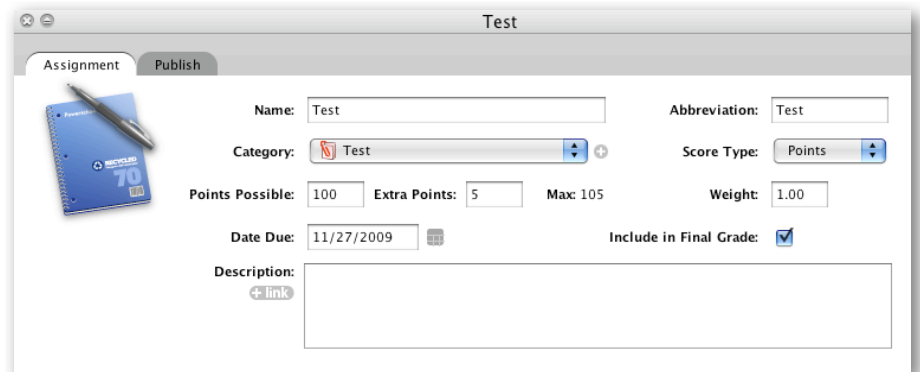 Test
Assignment Publish
Name: Test Abbreviation: Test
Category: Test Score Type: Points
RECYCLED
70
Points Possible: 100 Extra Points: 5 Max: 105 Weight: 1.00
Date Due: 11/27/2009 Include in Final Grade:
Description:
+ link